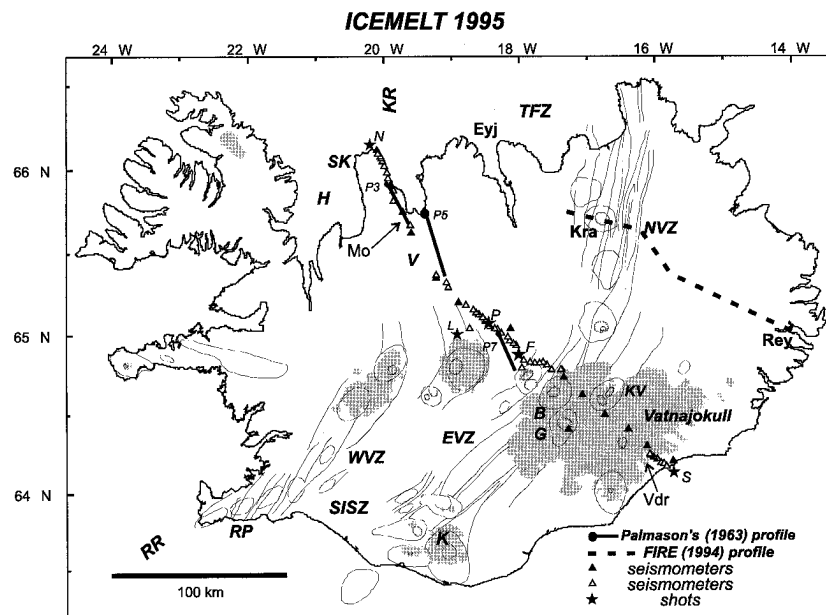 ICEMELT 1995
24 W 22 W 20 W 18 W 16 W 14 W
KR
TFZ
Eyj
N
66
SK
P3
P5
H
Kra
NVZ
Mo
V
P
65
L
P7
F
Rey
KV
B
Vatnajokull
G
EVZ
WVZ
S
64 N
SISZ
Vdr
RP
K
RR
Palmason's (1963) profile
FIRE (1994) profile
seismometers
seismometers
shots
100 km